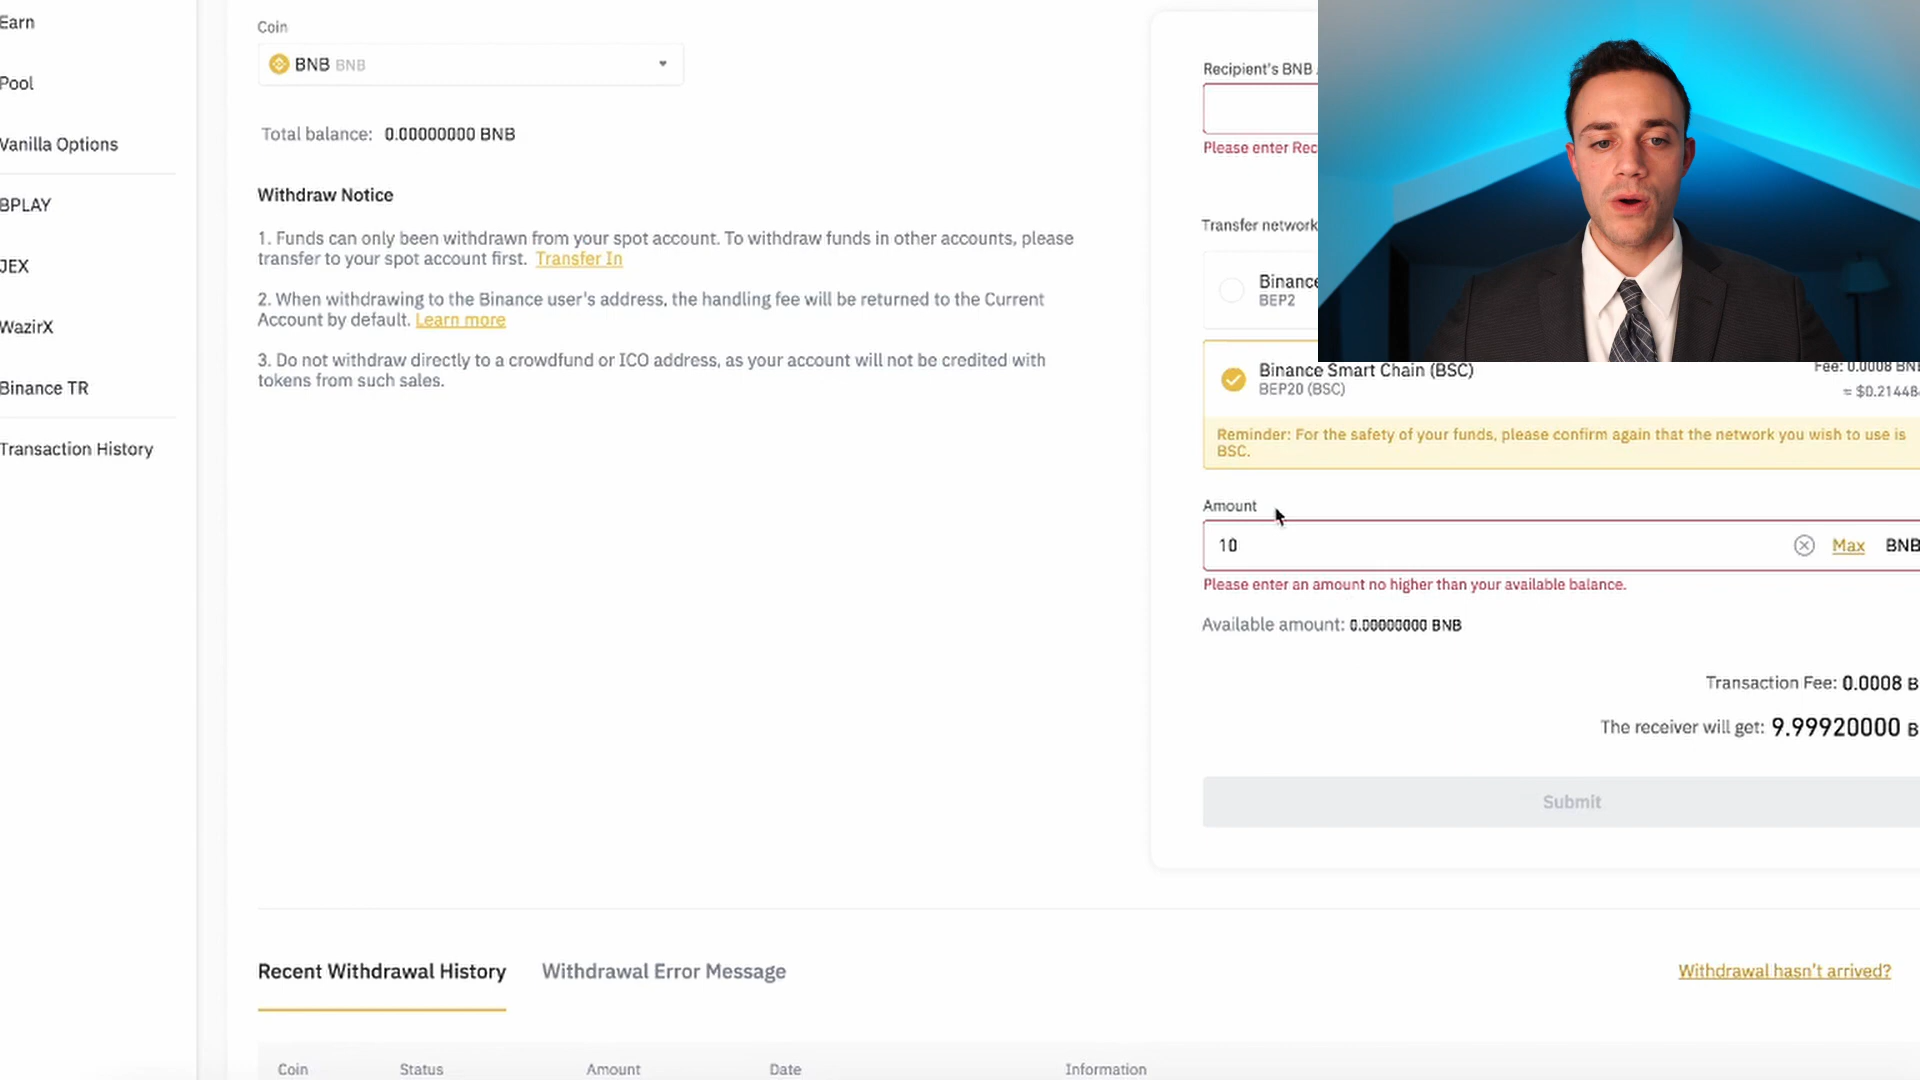 Earn
Pool
Vanilla Options
BPLAY
JEX
WazirX
Binance TR
Transaction History
Coin
BNB BNB
Total balance: 0.00000000 BNB
Withdraw Notice
1. Funds can only been withdrawn from your spot account. To withdraw funds in other accounts, please
transfer to your spot account first. Transfer In
2. When withdrawing to the Binance user's address, the handling fee will be returned to the Current
Account by default. Learn more
3. Do not withdraw directly to a crowdfund or ICO address, as your account will not be credited with
tokens from such sales.
Recipient's BNB
Please enter Rec
Transfer network
Binance
BEP2
Binance Smart Chain (BSC)
BEP20 (BSC)
Fee: 0.0008 BN
≈ $0.21448
Reminder: For the safety of your funds, please confirm again that the network you wish to use is
BSC.
Amount
10
Max BNB
Please enter an amount no higher than your available balance.
Available amount: 0.00000000 BNB
Transaction Fee: 0.0008 B
The receiver will get: 9.99920000 B
Submit
Recent Withdrawal History
Withdrawal Error Message
Withdrawal hasn't arrived?
Coin Status Amount Date Information